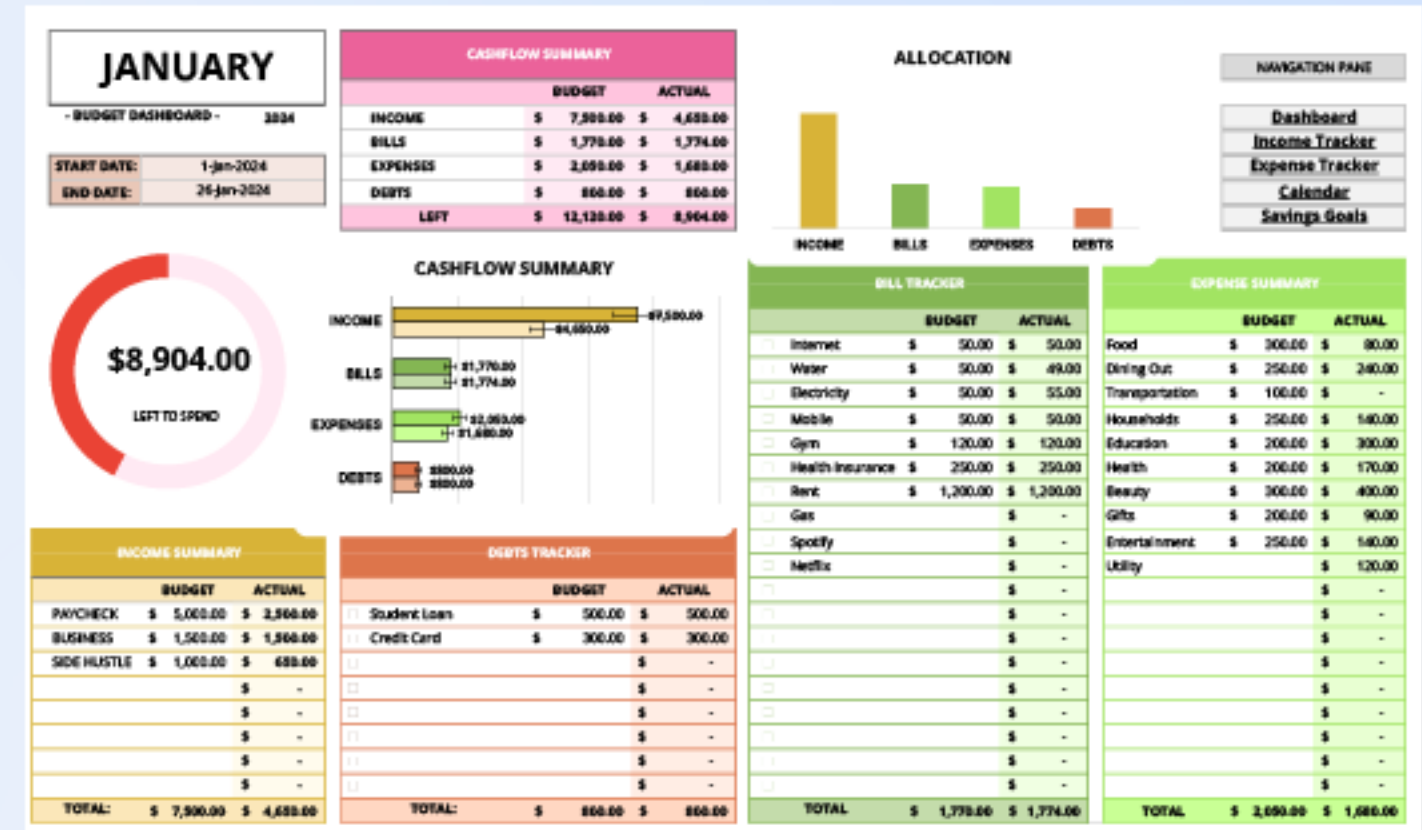 JANUARY
- BUDGET DASHBOARD - 2024
START DATE: 1-Jan-2024
END DATE: 26-Jan-2024
CASHFLOW SUMMARY
BUDGET ACTUAL
INCOME $ 7,500.00 $ 4,650.00
BILLS $ 1,770.00 $ 1,774.00
EXPENSES $ 2,050.00 $ 1,680.00
DEBTS $ 800.00 $ 800.00
LEFT $ 12,120.00 $ 8,904.00
ALLOCATION
INCOME BILLS EXPENSES DEBTS
NAVIGATION PANE
Dashboard
Income Tracker
Expense Tracker
Calendar
Savings Goals
$8,904.00
LEFT TO SPEND
CASHFLOW SUMMARY
INCOME $7,500.00
$4,650.00
BILLS $1,770.00
$1,774.00
EXPENSES $2,050.00
$1,680.00
DEBTS $800.00
$800.00
BILL TRACKER
BUDGET ACTUAL
Internet $ 50.00 $ 50.00
Water $ 50.00 $ 49.00
Electricity $ 50.00 $ 55.00
Mobile $ 50.00 $ 50.00
Gym $ 120.00 $ 120.00
Health Insurance $ 250.00 $ 250.00
Rent $ 1,200.00 $ 1,200.00
Gas $ -
Spotify $ -
Netflix $ -
$ -
$ -
$ -
$ -
$ -
$ -
$ -
$ -
$ -
TOTAL $ 1,770.00 $ 1,774.00
EXPENSE SUMMARY
BUDGET ACTUAL
Food $ 300.00 $ 80.00
Dining Out $ 250.00 $ 240.00
Transportation $ 100.00 $ -
Households $ 250.00 $ 140.00
Education $ 200.00 $ 300.00
Health $ 200.00 $ 170.00
Beauty $ 300.00 $ 400.00
Gifts $ 200.00 $ 90.00
Entertainment $ 250.00 $ 140.00
Utility $ 120.00
$ -
$ -
$ -
$ -
$ -
$ -
$ -
$ -
$ -
TOTAL $ 2,050.00 $ 1,680.00
INCOME SUMMARY
BUDGET ACTUAL
PAYCHECK $ 5,000.00 $ 2,500.00
BUSINESS $ 1,500.00 $ 1,500.00
SIDE HUSTLE $ 1,000.00 $ 650.00
$ -
$ -
$ -
$ -
$ -
TOTAL: $ 7,500.00 $ 4,650.00
DEBTS TRACKER
BUDGET ACTUAL
Student Loan $ 500.00 $ 500.00
Credit Card $ 300.00 $ 300.00
$ -
$ -
$ -
$ -
$ -
$ -
TOTAL: $ 800.00 $ 800.00